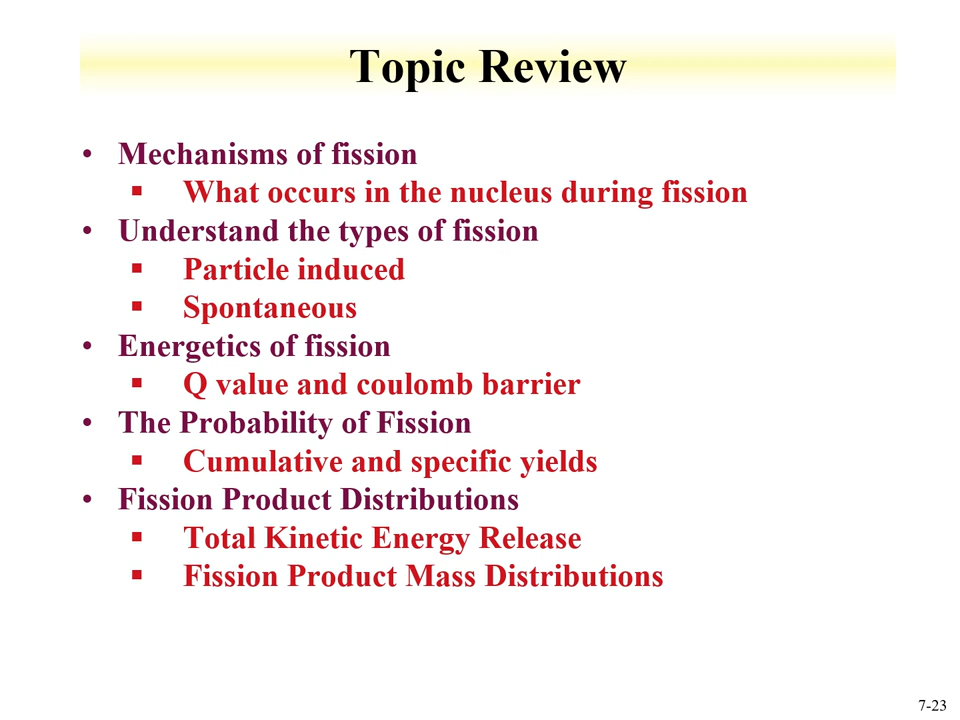 Topic Review
• Mechanisms of fission
▪ What occurs in the nucleus during fission
• Understand the types of fission
▪ Particle induced
▪ Spontaneous
• Energetics of fission
▪ Q value and coulomb barrier
• The Probability of Fission
▪ Cumulative and specific yields
• Fission Product Distributions
▪ Total Kinetic Energy Release
▪ Fission Product Mass Distributions
7-23